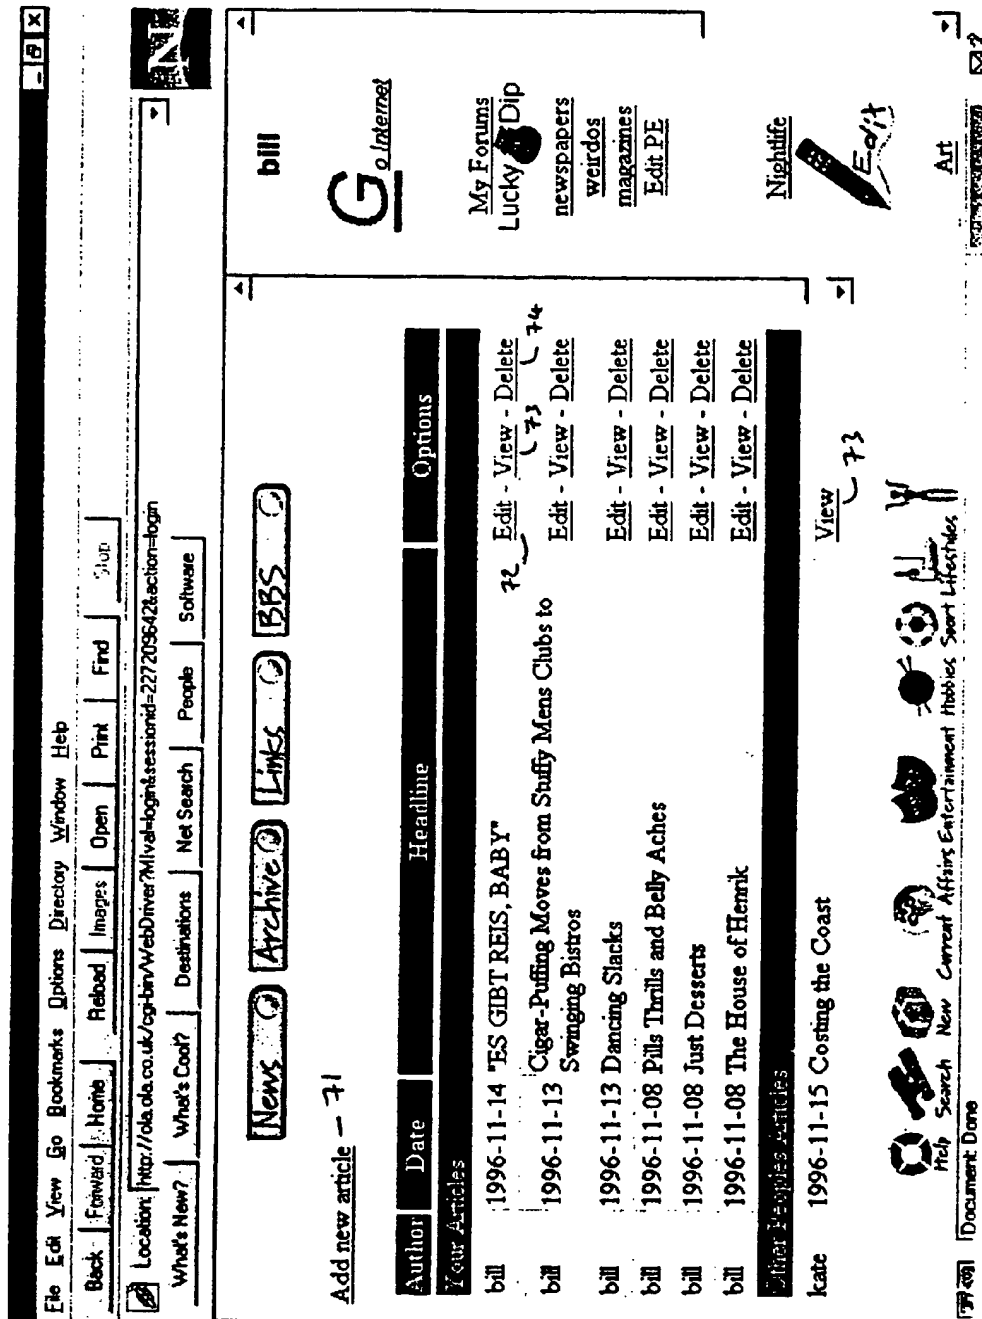 File Edit View Go Bookmarks Options Directory Window Help
Back Forward Home Reload Images Open Print Find Stop
Location: http://ola.ola.co.uk/cgi-bin/WebDriver?MIval=login&sessionid=227209642&action=login
What's New? What's Cool? Destinations Net Search People Software
News Archive Links BBS
Add new article - 71
Author Date Headline Options
Your Articles
bill 1996-11-14 "ES GIBT REIS, BABY" Edit - View - Delete
72 73 74
bill 1996-11-13 Cigar-Puffing Moves from Stuffy Mens Clubs to Edit - View - Delete
Swinging Bistros
bill 1996-11-13 Dancing Slacks Edit - View - Delete
bill 1996-11-08 Pills Thrills and Belly Aches Edit - View - Delete
bill 1996-11-08 Just Desserts Edit - View - Delete
bill 1996-11-08 The House of Henrik Edit - View - Delete
Other Peoples Articles
kate 1996-11-15 Costing the Coast View
73
Help Search New Current Affairs Entertainment Hobbies Sport Lifestyles
bill
Go Internet
My Forums
Lucky Dip
newspapers
weirdos
magazines
Edit PE
Nightlife
Edit
Art
Document: Done